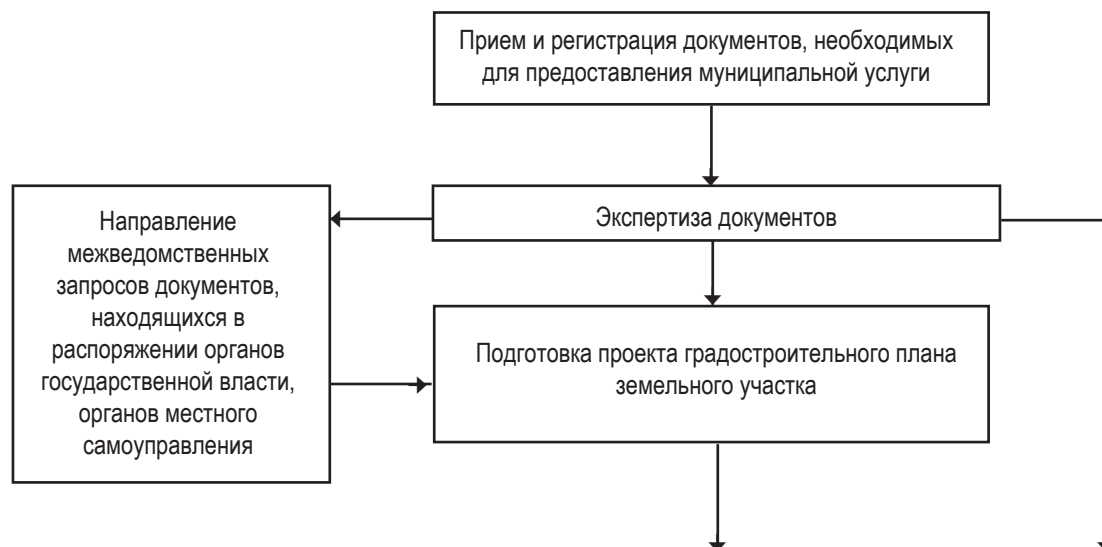 Прием и регистрация документов, необходимых
для предоставления муниципальной услуги
Экспертиза документов
Направление
межведомственных
запросов документов,
находящихся в
распоряжении органов
государственной власти,
органов местного
самоуправления
Подготовка проекта градостроительного плана
земельного участка